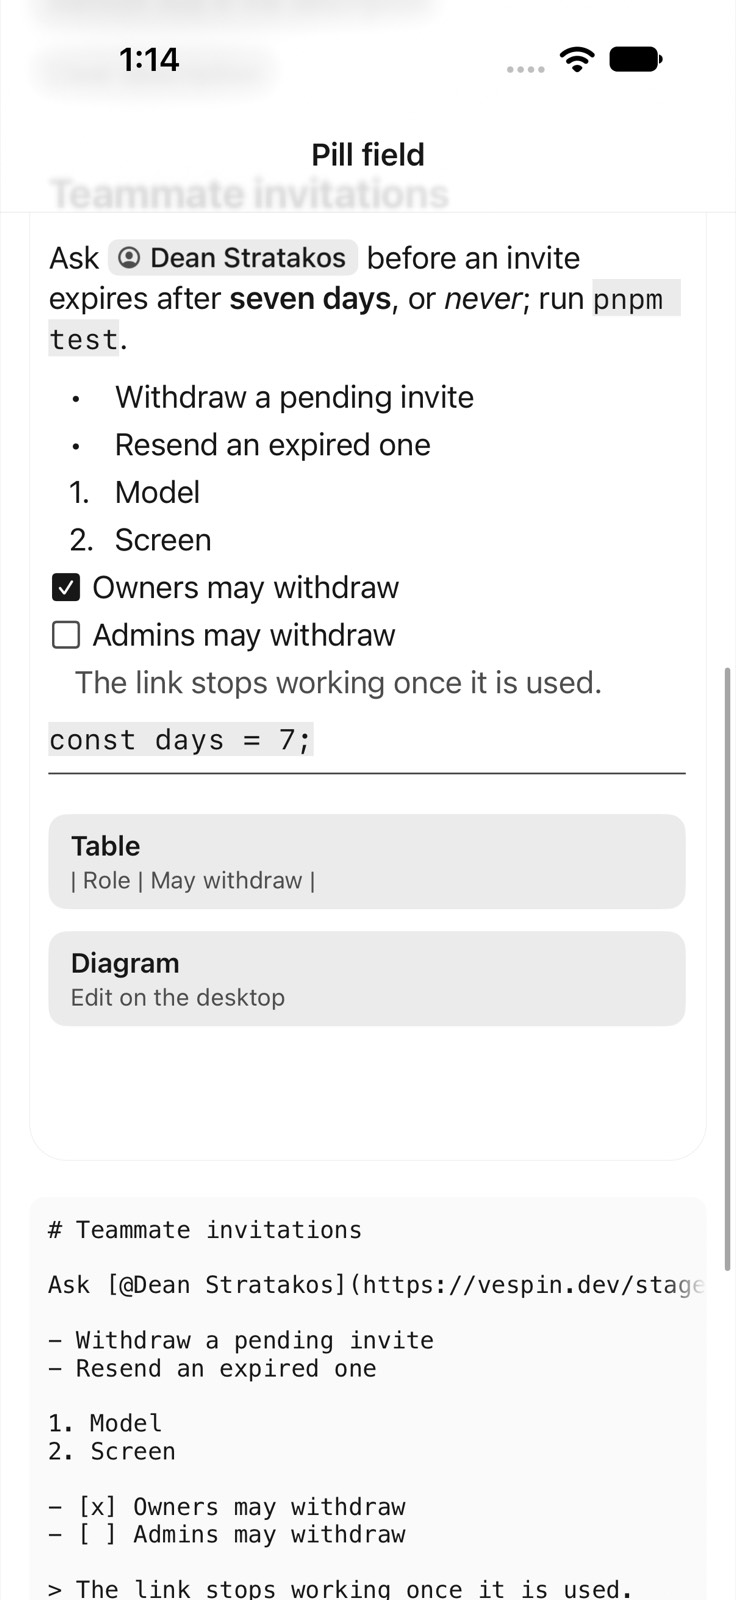 1:14
Pill field
Teammate invitations
Ask Dean Stratakos before an invite
expires after seven days, or never; run pnpm
test.
• Withdraw a pending invite
• Resend an expired one
1. Model
2. Screen
Owners may withdraw
Admins may withdraw
The link stops working once it is used.
const days = 7;
Table
| Role | May withdraw |
Diagram
Edit on the desktop
# Teammate invitations
Ask [@Dean Stratakos](https://vespin.dev/stage
- Withdraw a pending invite
- Resend an expired one
1. Model
2. Screen
- [x] Owners may withdraw
- [ ] Admins may withdraw
> The link stops working once it is used.